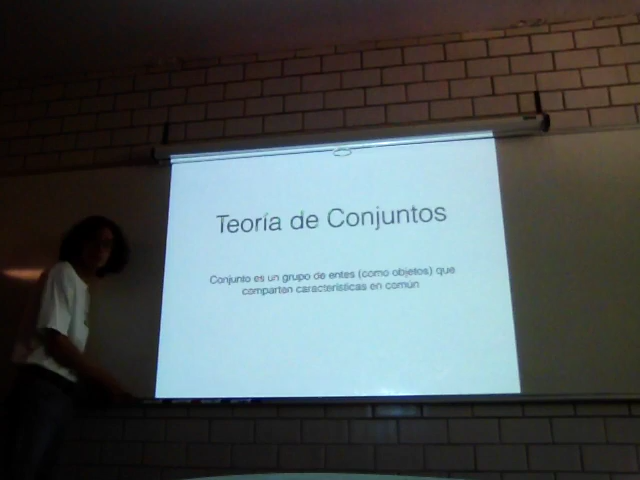 Teoría de Conjuntos
Conjunto es un grupo de entes (como objetos) que
comparten características en común